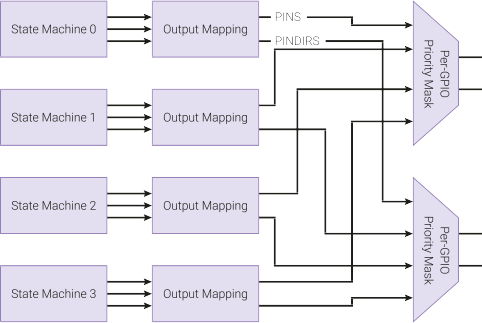 State Machine 0
Output Mapping
PINS
PINDIRS
Per-GPIO
Priority Mask
State Machine 1
Output Mapping
State Machine 2
Output Mapping
Per-GPIO
Priority Mask
State Machine 3
Output Mapping